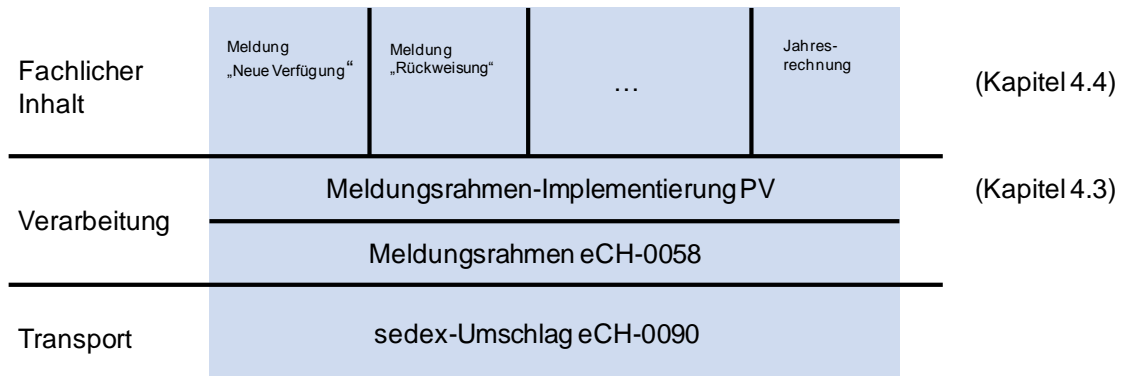 Fachlicher
Inhalt
Meldung
„Neue Verfügung“
Meldung
„Rückweisung“
...
Jahres-
rechnung
(Kapitel 4.4)
Verarbeitung
Meldungsrahmen-Implementierung PV
(Kapitel 4.3)
Meldungsrahmen eCH-0058
Transport
sedex-Umschlag eCH-0090